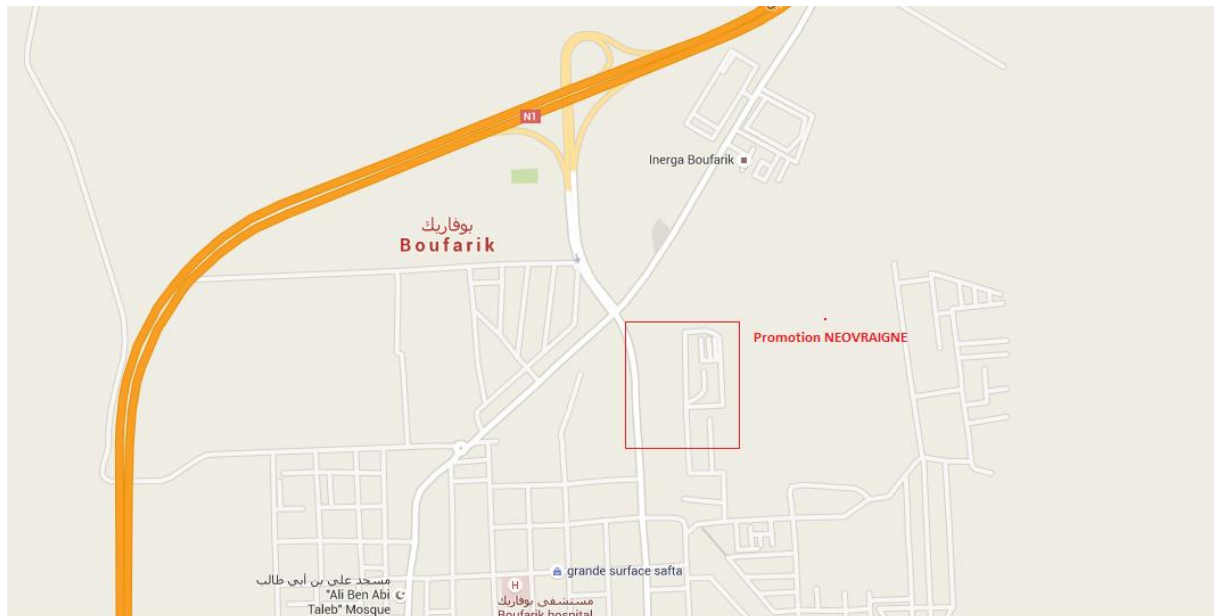 N1
Inerga Boufarik
بوفاريك
Boufarik
Promotion NEOVRAIGNE
grande surface safta
مسجد علي بن أبي طالب
"Ali Ben Abi
Taleb" Mosque
H
مستشفى بوفاريك
Boufarik hospital